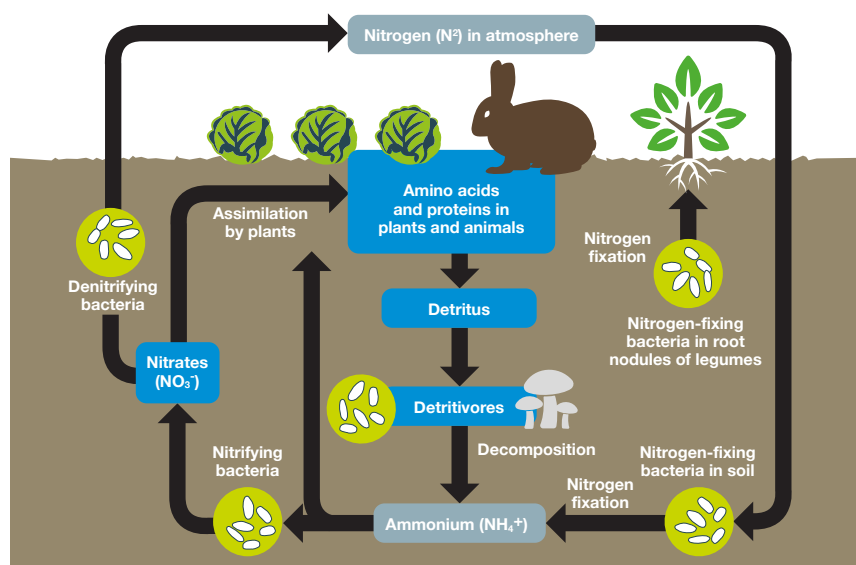 Nitrogen (N²) in atmosphere
Amino acids
and proteins in
plants and animals
Assimilation
by plants
Nitrogen
fixation
Denitrifying
bacteria
Detritus
Nitrogen-fixing
bacteria in root
nodules of legumes
Nitrates
(NO₃⁻)
Detritivores
Decomposition
Nitrifying
bacteria
Nitrogen-fixing
bacteria in soil
Nitrogen
fixation
Ammonium (NH₄+)